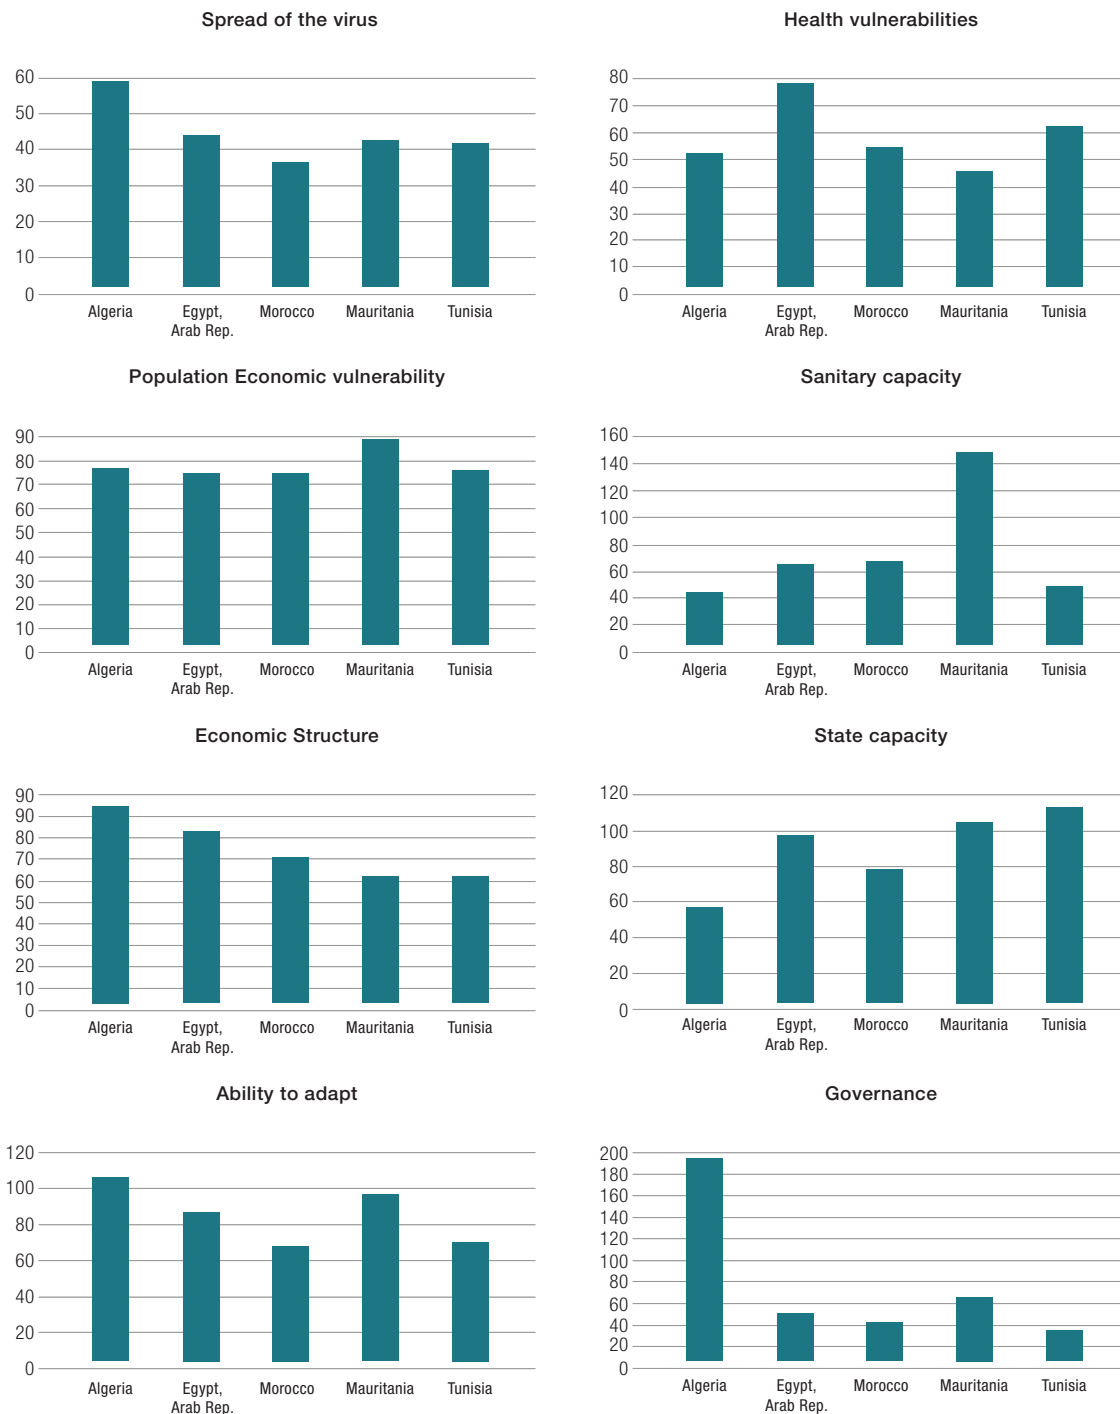 Spread of the virus
60
50
40
30
20
10
0
Algeria
Egypt,
Arab Rep.
Morocco
Mauritania
Tunisia
Health vulnerabilities
80
70
60
50
40
30
20
10
0
Algeria
Egypt,
Arab Rep.
Morocco
Mauritania
Tunisia
Population Economic vulnerability
90
80
70
60
50
40
30
20
10
0
Algeria
Egypt,
Arab Rep.
Morocco
Mauritania
Tunisia
Sanitary capacity
160
140
120
100
80
60
40
20
0
Algeria
Egypt,
Arab Rep.
Morocco
Mauritania
Tunisia
Economic Structure
90
90
80
70
60
50
40
30
20
10
0
Algeria
Egypt,
Arab Rep.
Morocco
Mauritania
Tunisia
State capacity
120
100
80
60
40
20
0
Algeria
Egypt,
Arab Rep.
Morocco
Mauritania
Tunisia
Ability to adapt
120
100
80
60
40
20
0
Algeria
Egypt,
Arab Rep.
Morocco
Mauritania
Tunisia
Governance
200
180
160
140
120
100
80
60
40
20
0
Algeria
Egypt,
Arab Rep.
Morocco
Mauritania
Tunisia